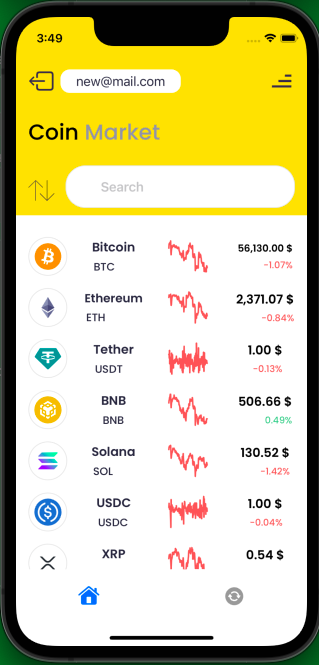 3:49
new@mail.com
Coin Market
Search
Bitcoin 56,130.00 $
BTC -1.07%
Ethereum 2,371.07 $
ETH -0.84%
Tether 1.00 $
USDT -0.13%
BNB 506.66 $
BNB 0.49%
Solana 130.52 $
SOL -1.42%
USDC 1.00 $
USDC -0.04%
XRP 0.54 $